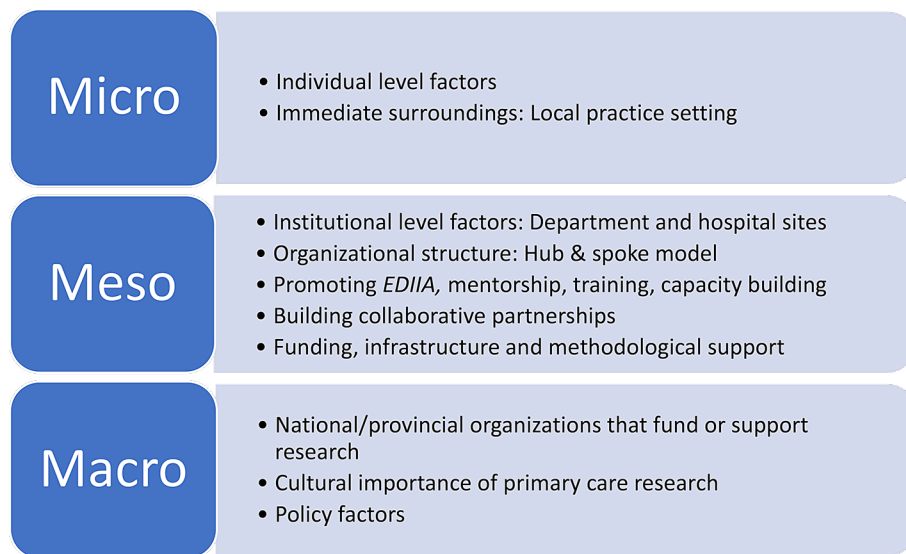 Micro
• Individual level factors
• Immediate surroundings: Local practice setting
Meso
• Institutional level factors: Department and hospital sites
• Organizational structure: Hub & spoke model
• Promoting EDIIA, mentorship, training, capacity building
• Building collaborative partnerships
• Funding, infrastructure and methodological support
Macro
• National/provincial organizations that fund or support
research
• Cultural importance of primary care research
• Policy factors